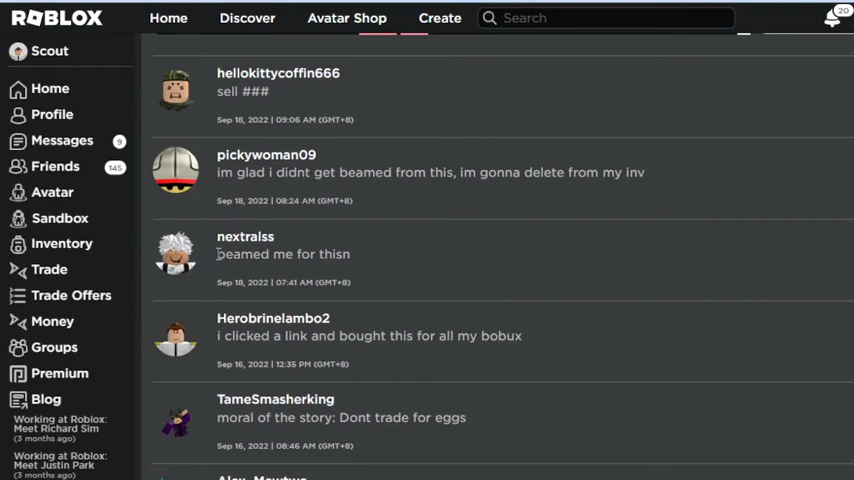 ROBLOX
Home
Discover
Avatar Shop
Create
Search
20
Scout
Home
Profile
Messages 9
Friends 145
Avatar
Sandbox
Inventory
Trade
Trade Offers
Money
Groups
Premium
Blog
Working at Roblox:
Meet Richard Sim
(3 months ago)
Working at Roblox:
Meet Justin Park
(3 months ago)
hellokittycoffin666
sell ###
Sep 18, 2022 | 09:06 AM (GMT+8)
pickywoman09
im glad i didnt get beamed from this, im gonna delete from my inv
Sep 18, 2022 | 08:24 AM (GMT+8)
nextralss
beamed me for thisn
Sep 18, 2022 | 07:41 AM (GMT+8)
Herobrinelambo2
i clicked a link and bought this for all my bobux
Sep 16, 2022 | 12:35 PM (GMT+8)
TameSmasherking
moral of the story: Dont trade for eggs
Sep 16, 2022 | 08:46 AM (GMT+8)